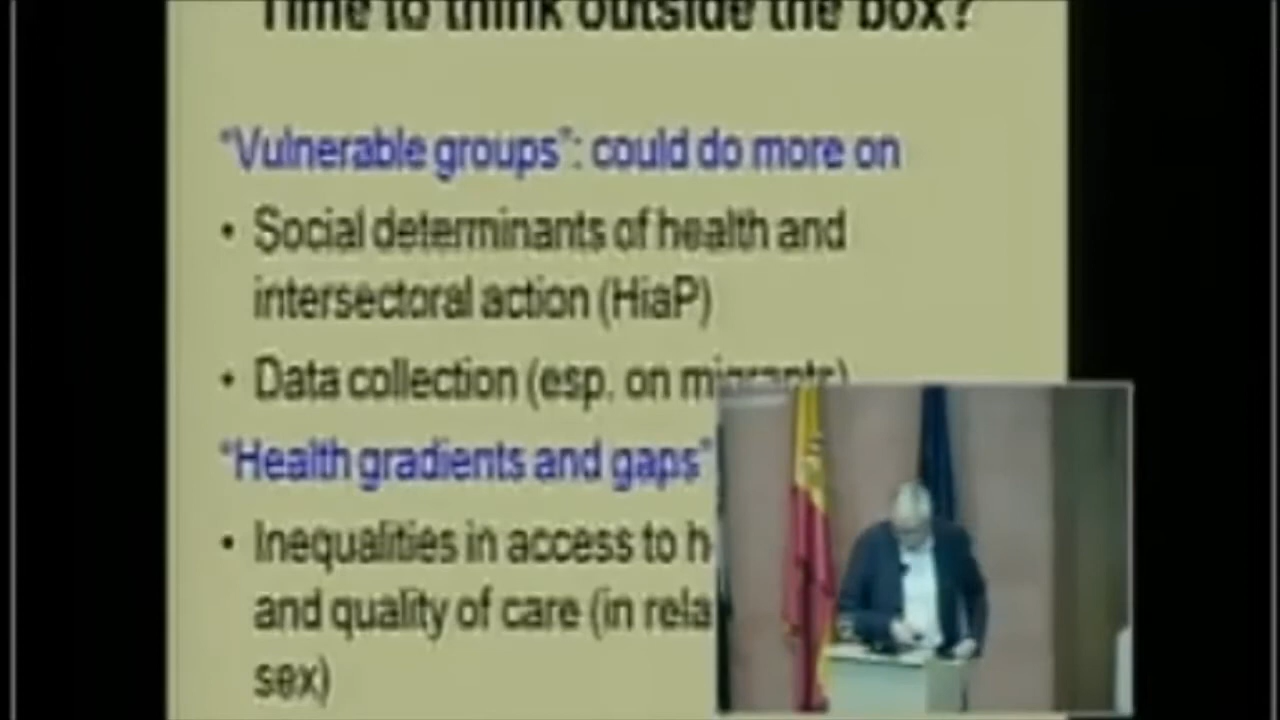 Time to think outside the box?
“Vulnerable groups”: could do more on
• Social determinants of health and
intersectoral action (HiaP)
• Data collection (esp. on migrants)
“Health gradients and gaps”
• Inequalities in access to
and quality of care (in
sex)